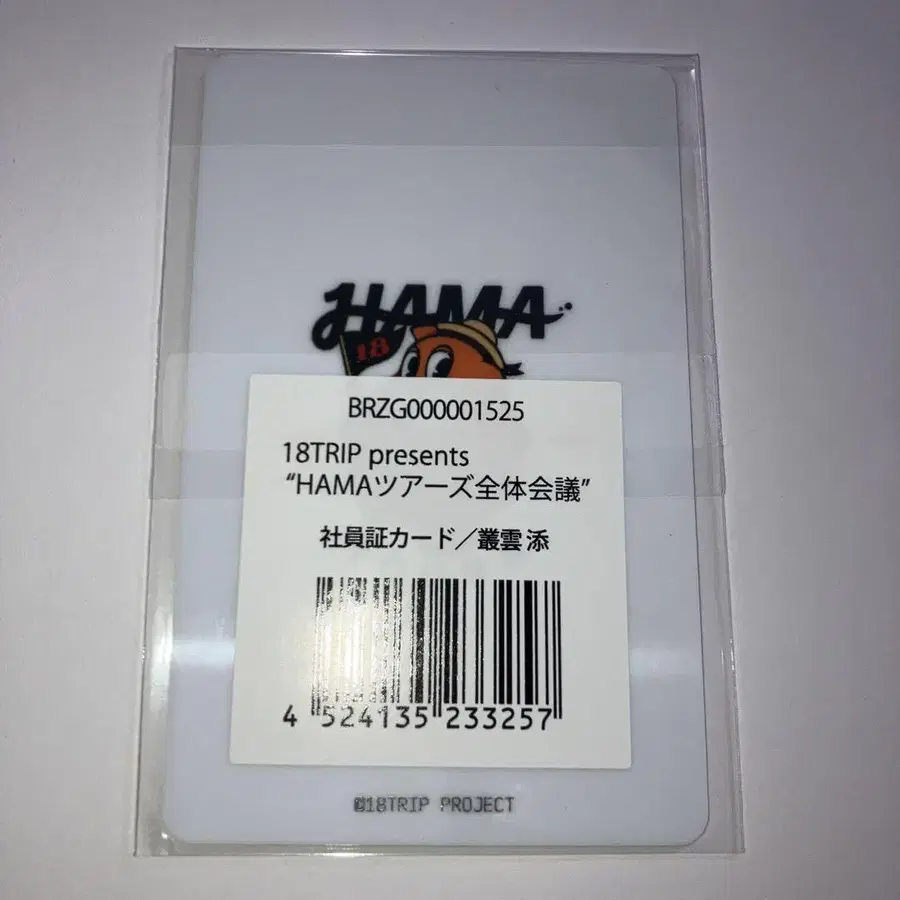 HAMA
18
BRZG000001525
18TRIP presents
“HAMAツアーズ全体会議”
社員証カード／叢雲 添
4 524135 233257
©18TRIP PROJECT